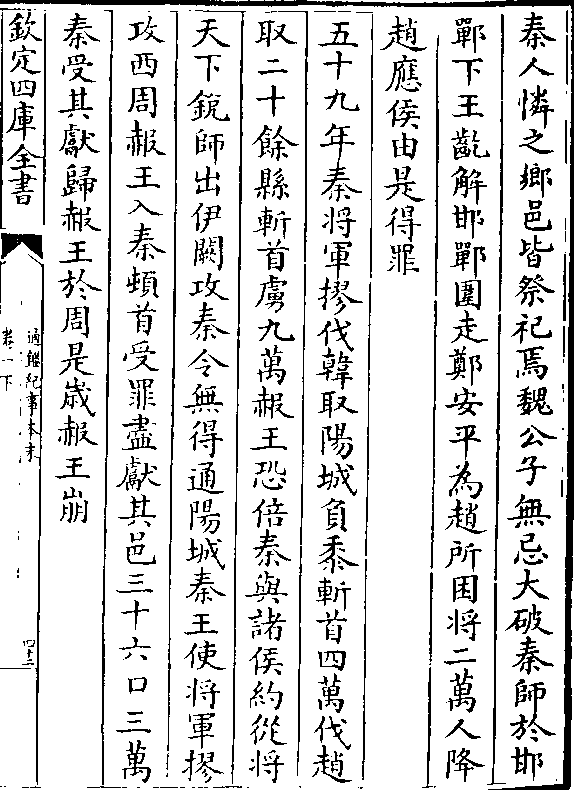 秦人憐之鄉邑皆祭祀焉魏公子無忌大破秦師於邯
鄲下王齕解邯鄲圍走鄭安平為趙所困将二萬人降
趙應侯由是得罪
五十九年秦将軍摎伐韓取陽城負黍斬首四萬伐趙
取二十餘縣斬首虜九萬赧王恐倍秦與諸侯約從将
天下銳師出伊闕攻秦令無得通陽城秦王使将軍摎
攻西周赧王入秦頓首受罪盡獻其邑三十六口三萬
秦受其獻歸赧王於周是歲赧王崩
欽定四庫全書
通鑑紀事本末
卷一下
四十二